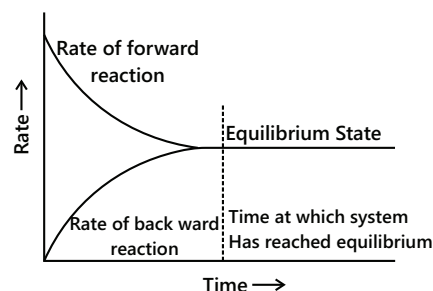 Rate of forward
reaction
Rate
Equilibrium State
Rate of back ward
reaction
Time at which system
Has reached equilibrium
Time